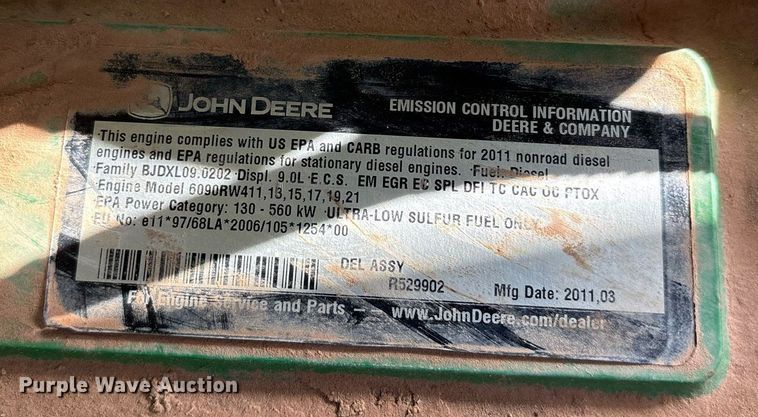 JOHN DEERE
EMISSION CONTROL INFORMATION
DEERE & COMPANY
·This engine complies with US EPA and CARB regulations for 2011 nonroad diesel
engines and EPA regulations for stationary diesel engines. ·Fuel: Diesel
·Family BJDXL09.0202 ·Displ. 9.0L ·E.C.S. EM EGR EC SPL DFI TC CAC OC PTOX
·Engine Model 6090RW411,13,15,17,19,21
·EPA Power Category: 130 - 560 kW ·ULTRA-LOW SULFUR FUEL ONLY
·EU No: e11*97/68LA*2006/105*1254*00
DEL ASSY
R529902
Mfg Date: 2011,03
For Engine Service and Parts – – www.JohnDeere.com/dealer
Purple Wave Auction